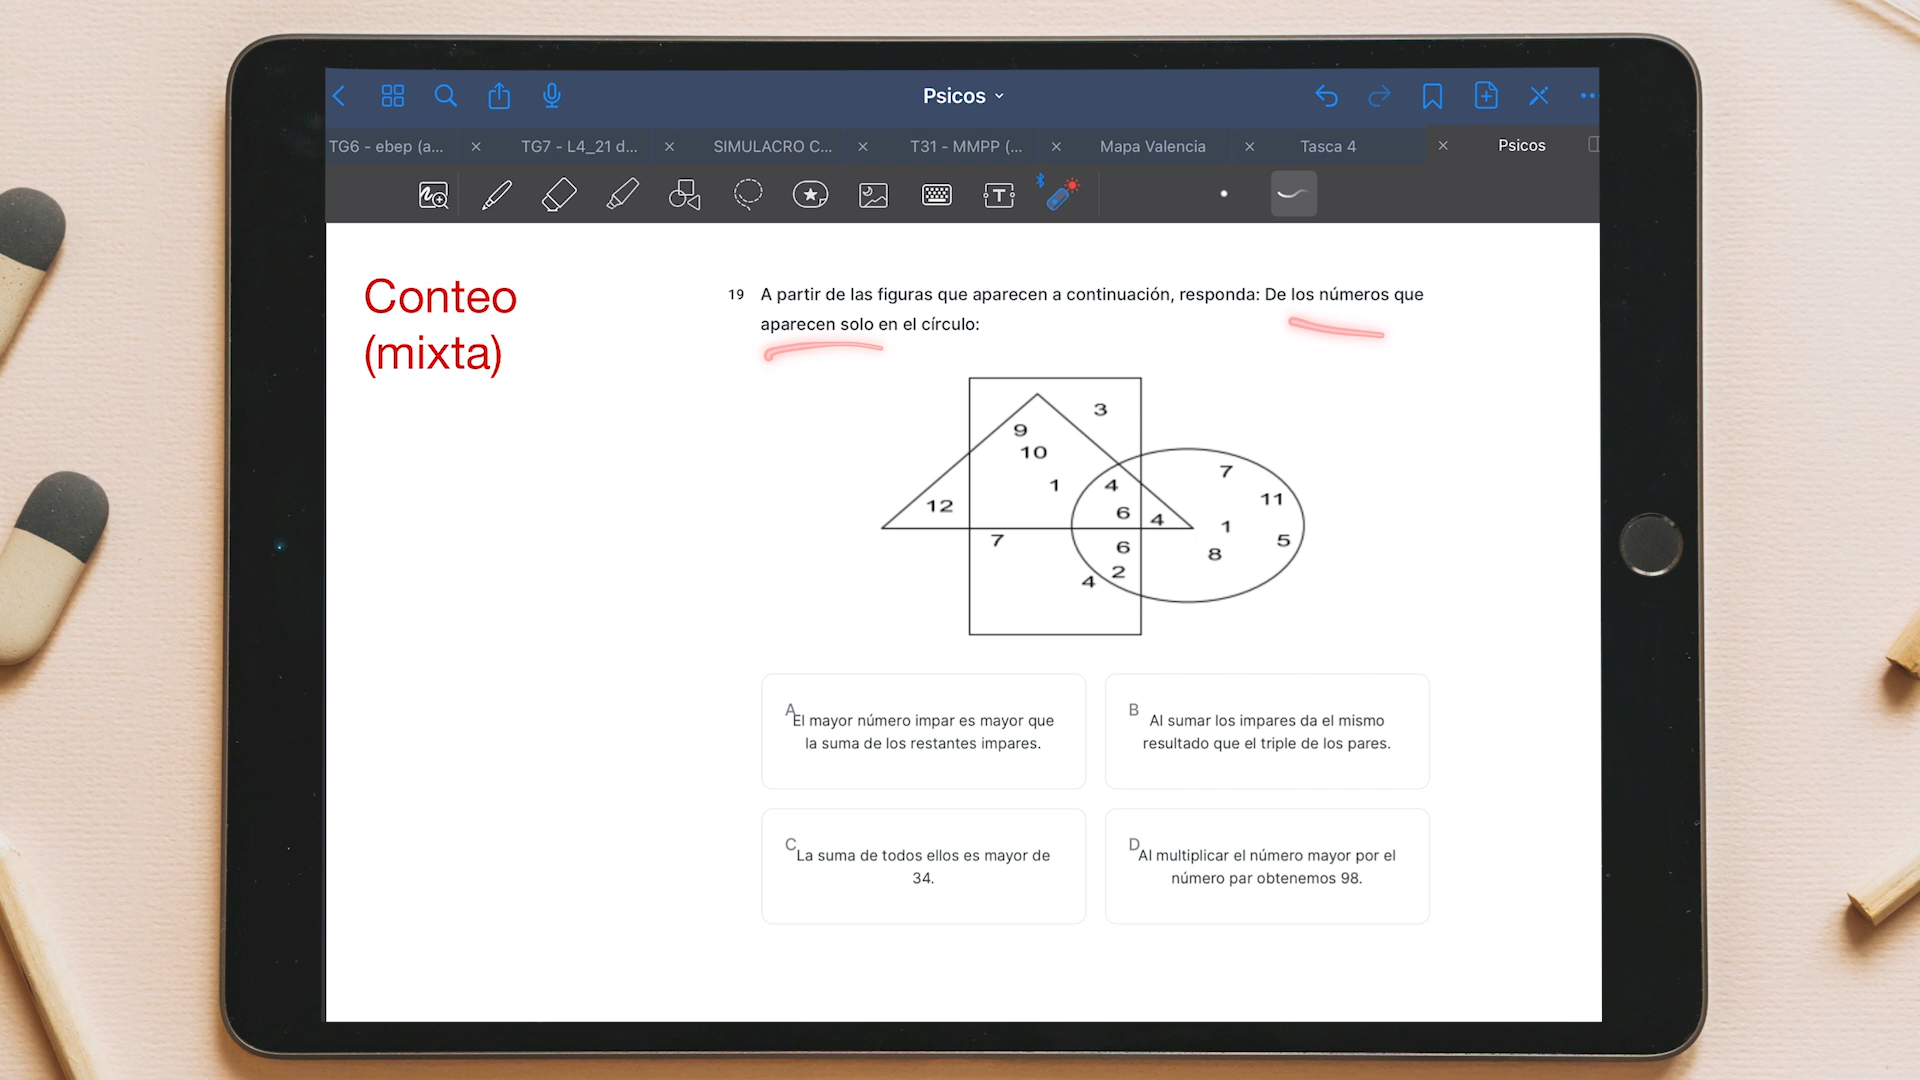 Psicos
TG6 - ebep (a...
TG7 - L4_21 d...
SIMULACRO C...
T31 - MMPP (...
Mapa Valencia
Tasca 4
Psicos
T
Conteo
(mixta)
19 A partir de las figuras que aparecen a continuación, responda: De los números que
aparecen solo en el círculo:
3
9
10
1
12
7
4
6
4
6
2
4
7
11
1
5
8
A
El mayor número impar es mayor que
la suma de los restantes impares.
B
Al sumar los impares da el mismo
resultado que el triple de los pares.
C
La suma de todos ellos es mayor de
34.
D
Al multiplicar el número mayor por el
número par obtenemos 98.